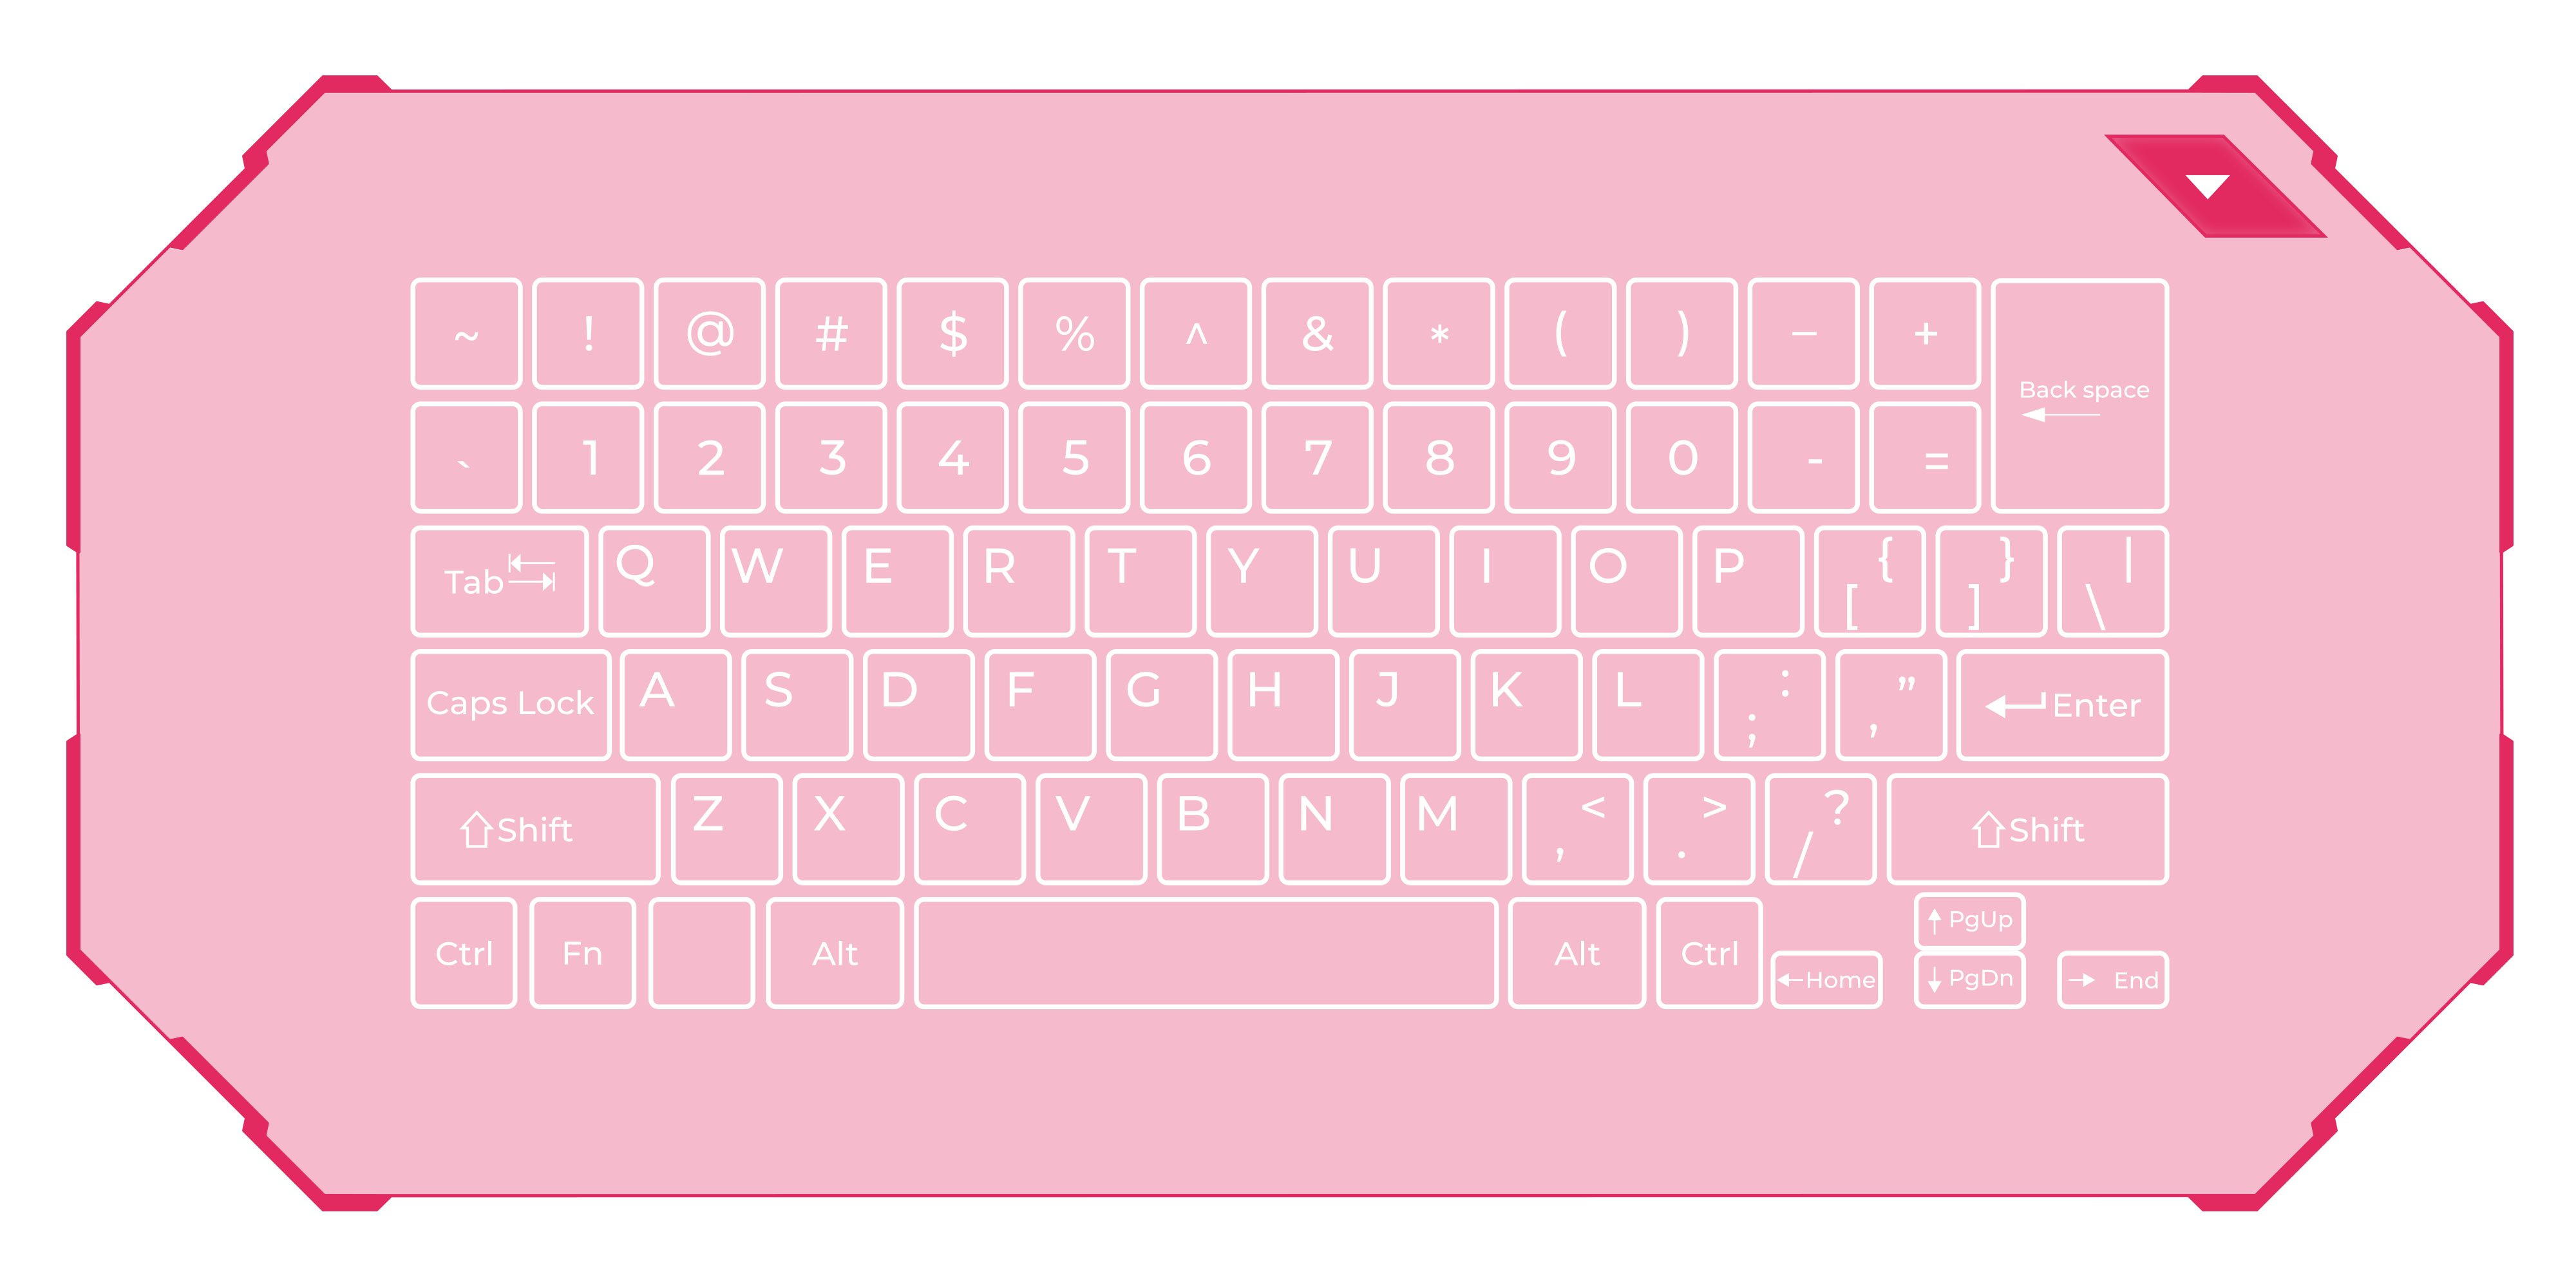 ~ ! @ # $ % ^ & * ( ) – +
Back space
` 1 2 3 4 5 6 7 8 9 0 - =
Tab Q W E R T Y U I O P { [ } ] | \
Caps Lock A S D F G H J K L : ; ” , Enter
Shift Z X C V B N M < , > . ? / Shift
Ctrl Fn Alt Alt Ctrl Home PgUp PgDn End